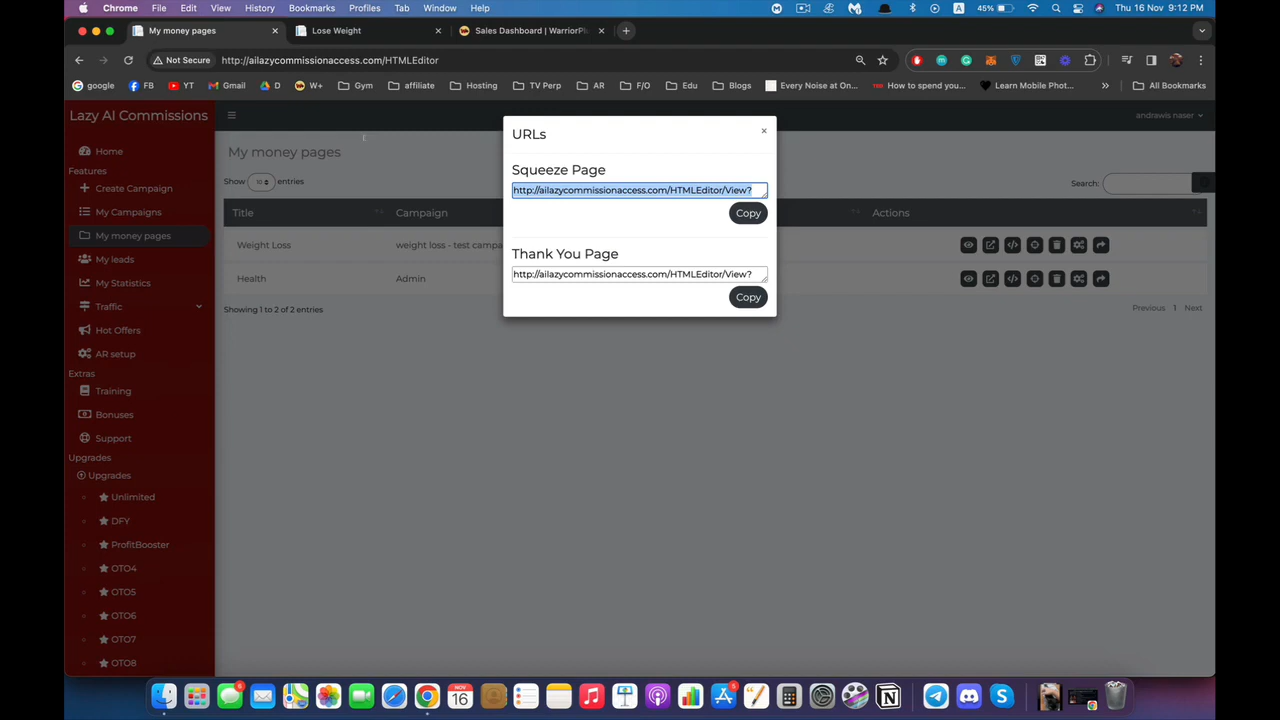 Chrome File Edit View History Bookmarks Profiles Tab Window Help 45% A Thu 16 Nov 9:12 PM
My money pages × Lose Weight × Sales Dashboard | WarriorPlu ×
Not Secure http://ailazycommissionaccess.com/HTMLEditor
google FB YT Gmail D W+ Gym affiliate Hosting TV Perp AR F/O Edu Blogs Every Noise at On... TED How to spend you... Learn Mobile Phot... » All Bookmarks
Lazy AI Commissions
andrawis naser
Home
Features
Create Campaign
My Campaigns
My money pages
My leads
My Statistics
Traffic
Hot Offers
AR setup
Extras
Training
Bonuses
Support
Upgrades
Upgrades
Unlimited
DFY
ProfitBooster
OTO4
OTO5
OTO6
OTO7
OTO8
My money pages
Show 10 entries
Search:
Title Campaign Actions
Weight Loss weight loss - test campa
Health Admin
Showing 1 to 2 of 2 entries
Previous 1 Next
URLs ×
Squeeze Page
http://ailazycommissionaccess.com/HTMLEditor/View?
Copy
Thank You Page
http://ailazycommissionaccess.com/HTMLEditor/View?
Copy
5 NOV 16 5